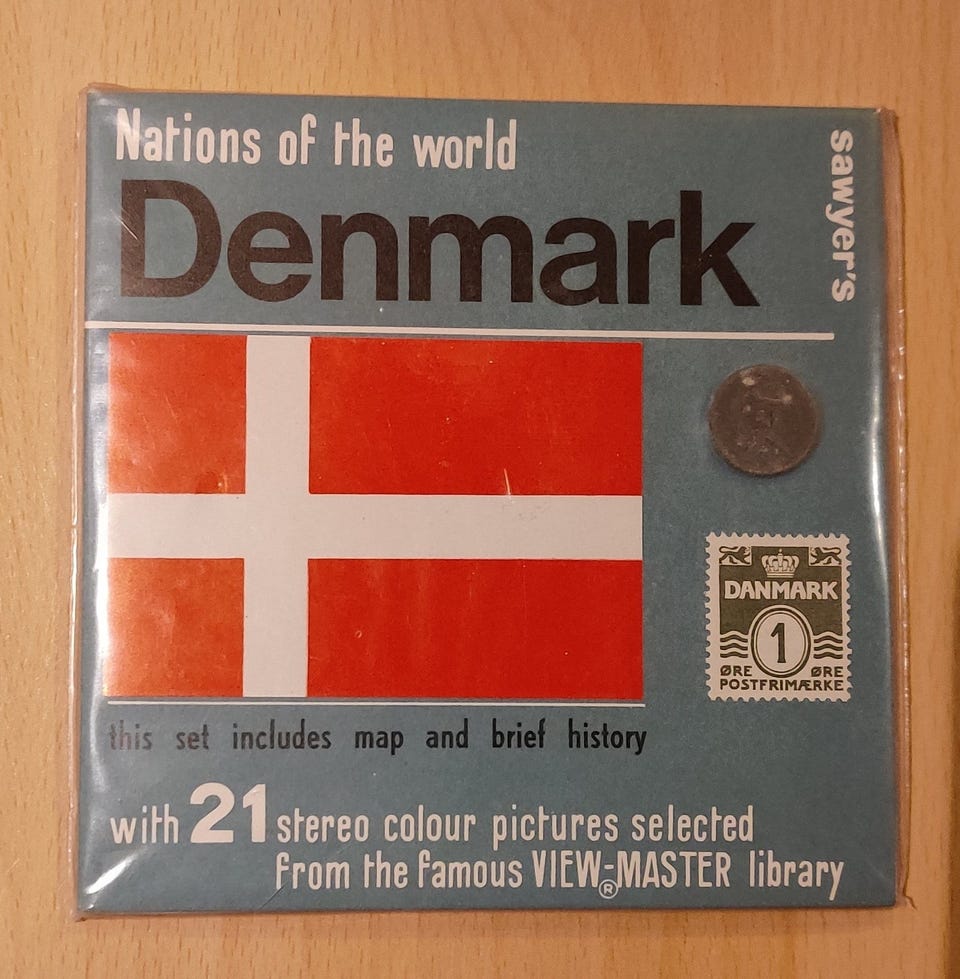 Nations of the world
Denmark
sawyer's
DANMARK
1
ØRE ØRE
POSTFRIMÆRKE
this set includes map and brief history
with 21 stereo colour pictures selected
from the famous VIEW-MASTER® library